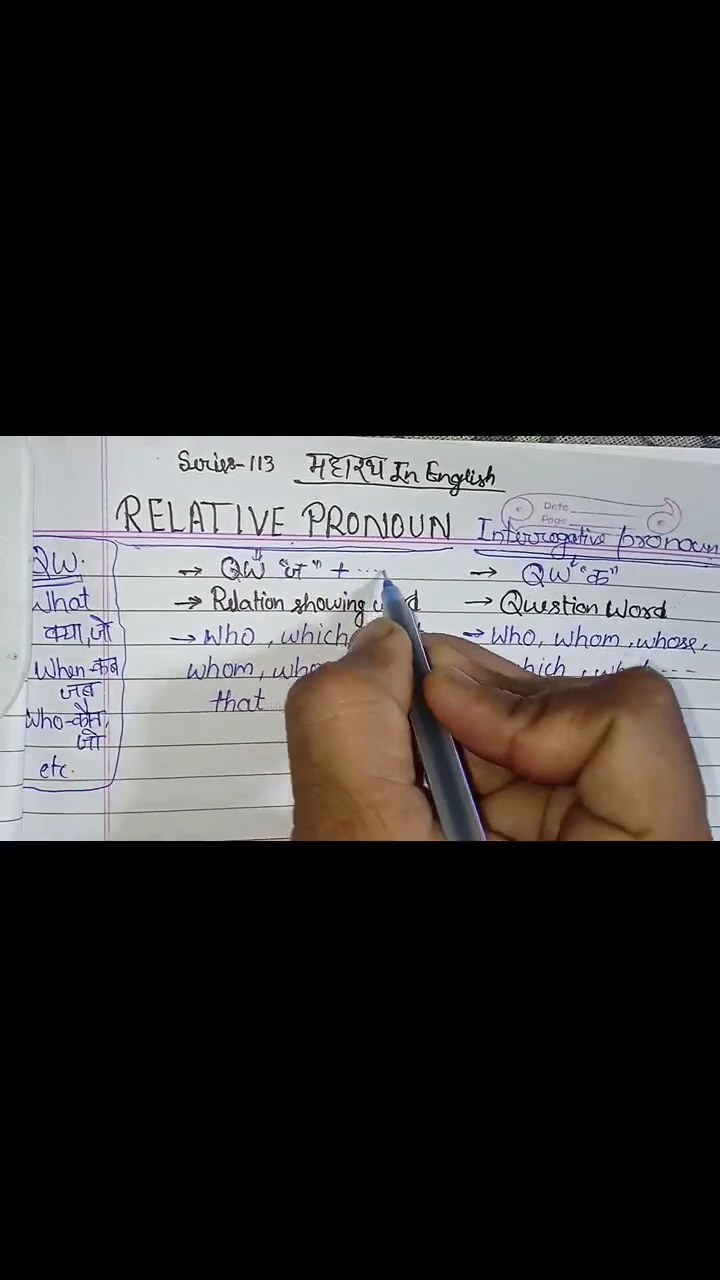 Series-113 महारथ In English
Date
Page
RELATIVE PRONOUN Interrogative pronoun
QW.
→ QW "ज" + ....
→ QW "क"
What
→ Relation showing
→ Question Word
क्या, जो
→ Who, which
→ Who, whom, whose,
When-कब
जब
whom,
that
Who-कौन,
जो
etc.